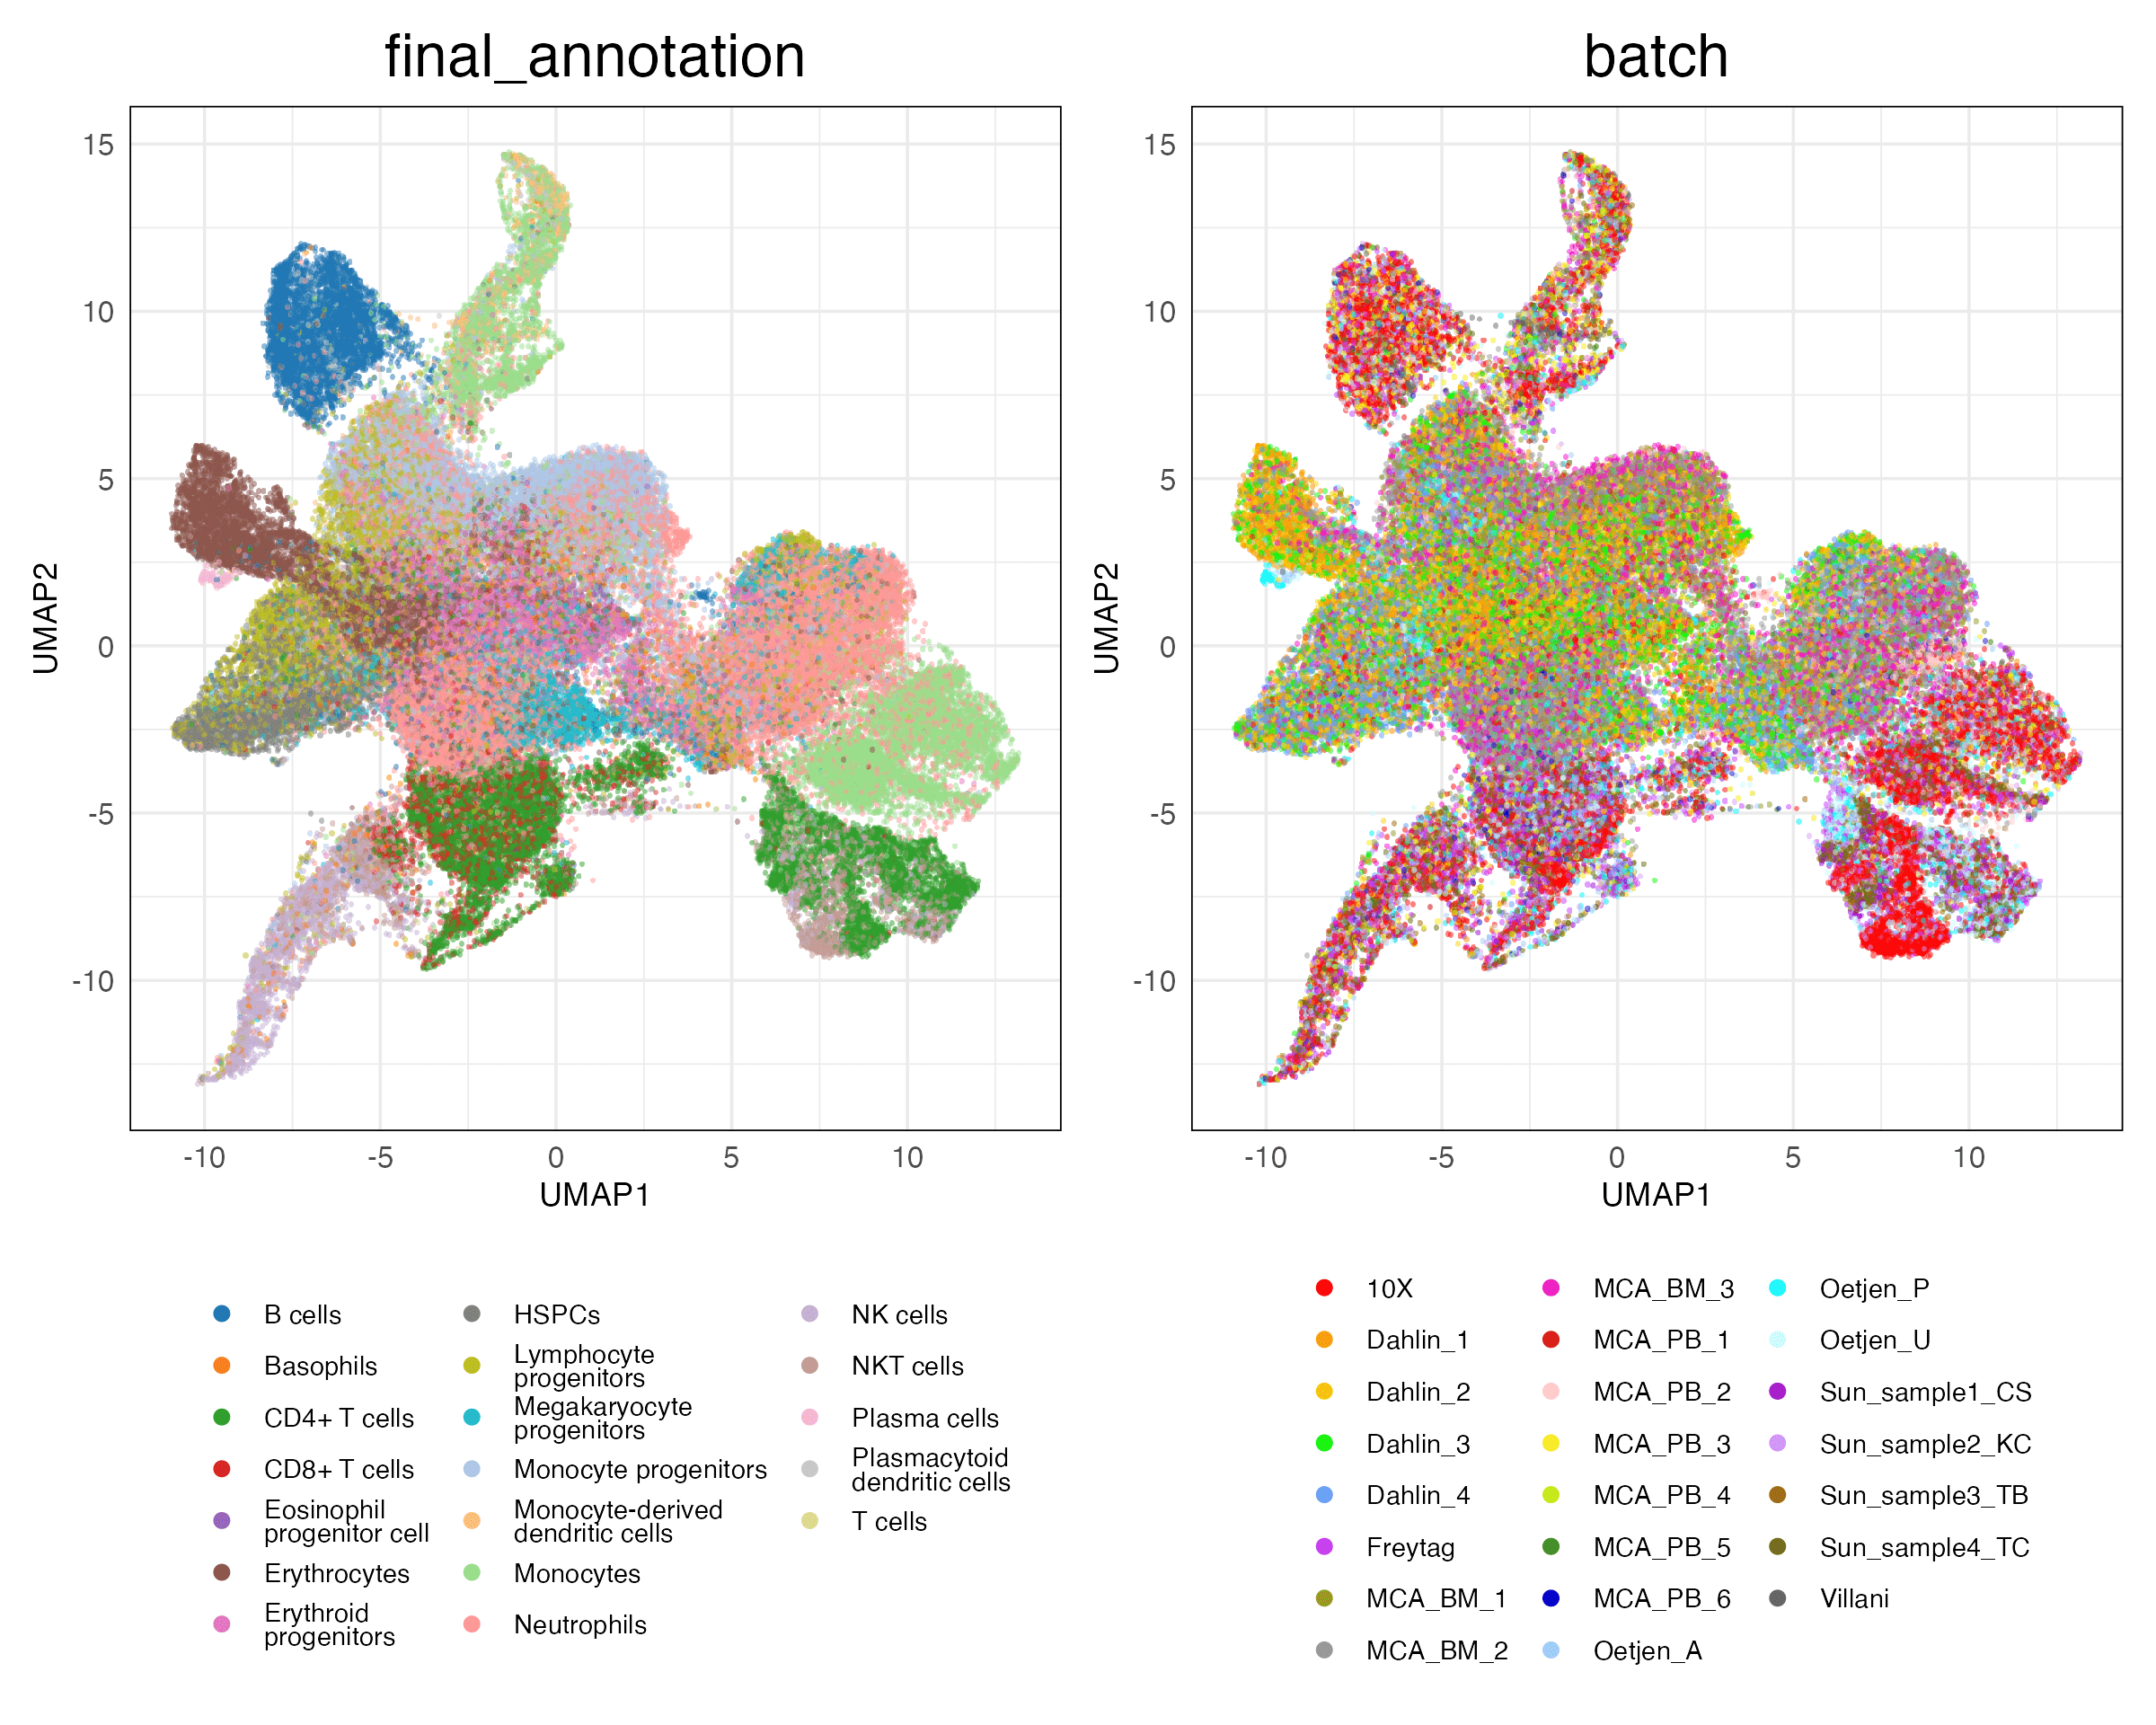 final_annotation
batch
15
10
5
0
-5
-10
UMAP2
-10
-5
0
5
10
UMAP1
15
10
5
0
-5
-10
UMAP2
-10
-5
0
5
10
UMAP1
B cells
Basophils
CD4+ T cells
CD8+ T cells
Eosinophil
progenitor cell
Erythrocytes
Erythroid
progenitors
HSPCs
Lymphocyte
progenitors
Megakaryocyte
progenitors
Monocyte progenitors
Monocyte-derived
dendritic cells
Monocytes
Neutrophils
NK cells
NKT cells
Plasma cells
Plasmacytoid
dendritic cells
T cells
10X
Dahlin_1
Dahlin_2
Dahlin_3
Dahlin_4
Freytag
MCA_BM_1
MCA_BM_2
MCA_BM_3
MCA_PB_1
MCA_PB_2
MCA_PB_3
MCA_PB_4
MCA_PB_5
MCA_PB_6
Oetjen_A
Oetjen_P
Oetjen_U
Sun_sample1_CS
Sun_sample2_KC
Sun_sample3_TB
Sun_sample4_TC
Villani